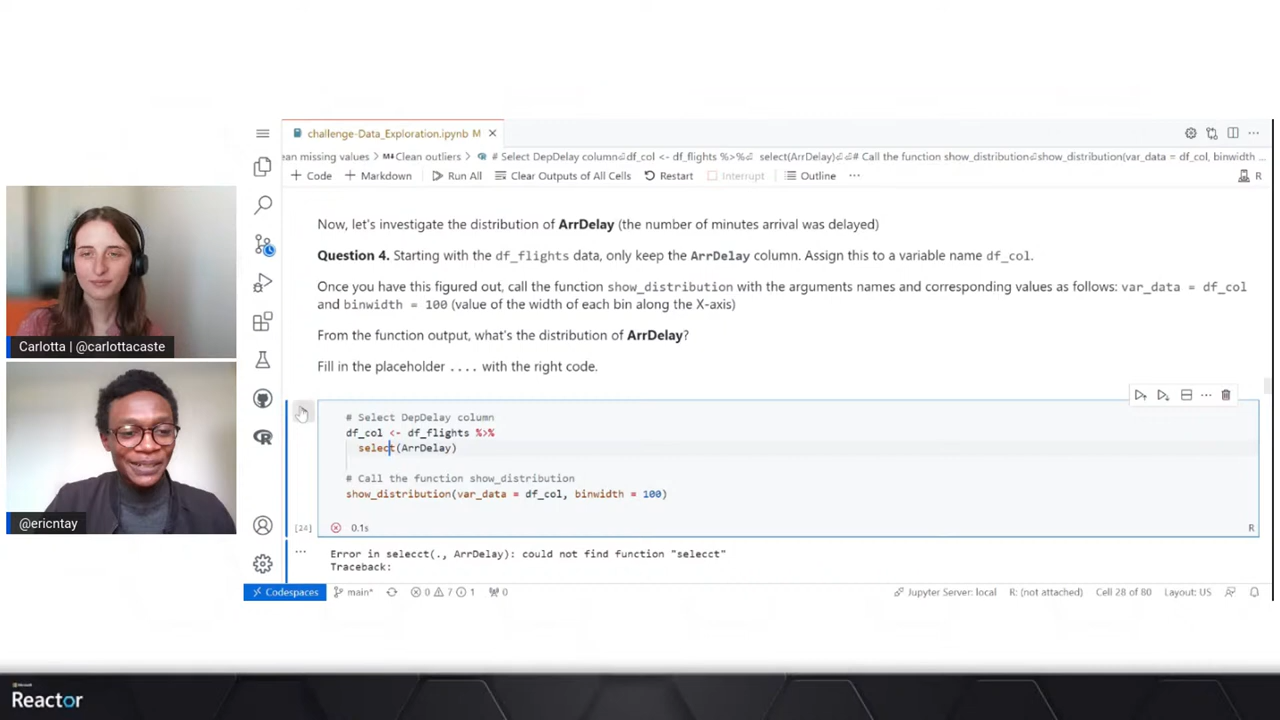 challenge-Data_Exploration.ipynb M
ean missing values > Clean outliers > # Select DepDelay column⏎df_col <- df_flights %>%⏎ select(ArrDelay)⏎⏎# Call the function show_distribution⏎show_distribution(var_data = df_col, binwidth ...
+ Code + Markdown Run All Clear Outputs of All Cells Restart Interrupt Outline ... R
Now, let's investigate the distribution of ArrDelay (the number of minutes arrival was delayed)
Question 4. Starting with the df_flights data, only keep the ArrDelay column. Assign this to a variable name df_col.
Once you have this figured out, call the function show_distribution with the arguments names and corresponding values as follows: var_data = df_col
and binwidth = 100 (value of the width of each bin along the X-axis)
From the function output, what's the distribution of ArrDelay?
Fill in the placeholder .... with the right code.
# Select DepDelay column
df_col <- df_flights %>%
select(ArrDelay)
# Call the function show_distribution
show_distribution(var_data = df_col, binwidth = 100)
[24] 0.1s R
... Error in selecct(., ArrDelay): could not find function "selecct"
Traceback:
Codespaces main* 0 7 1 0 Jupyter Server: local R: (not attached) Cell 28 of 80 Layout: US
Carlotta | @carlottacaste
@ericntay
Microsoft
Reactor